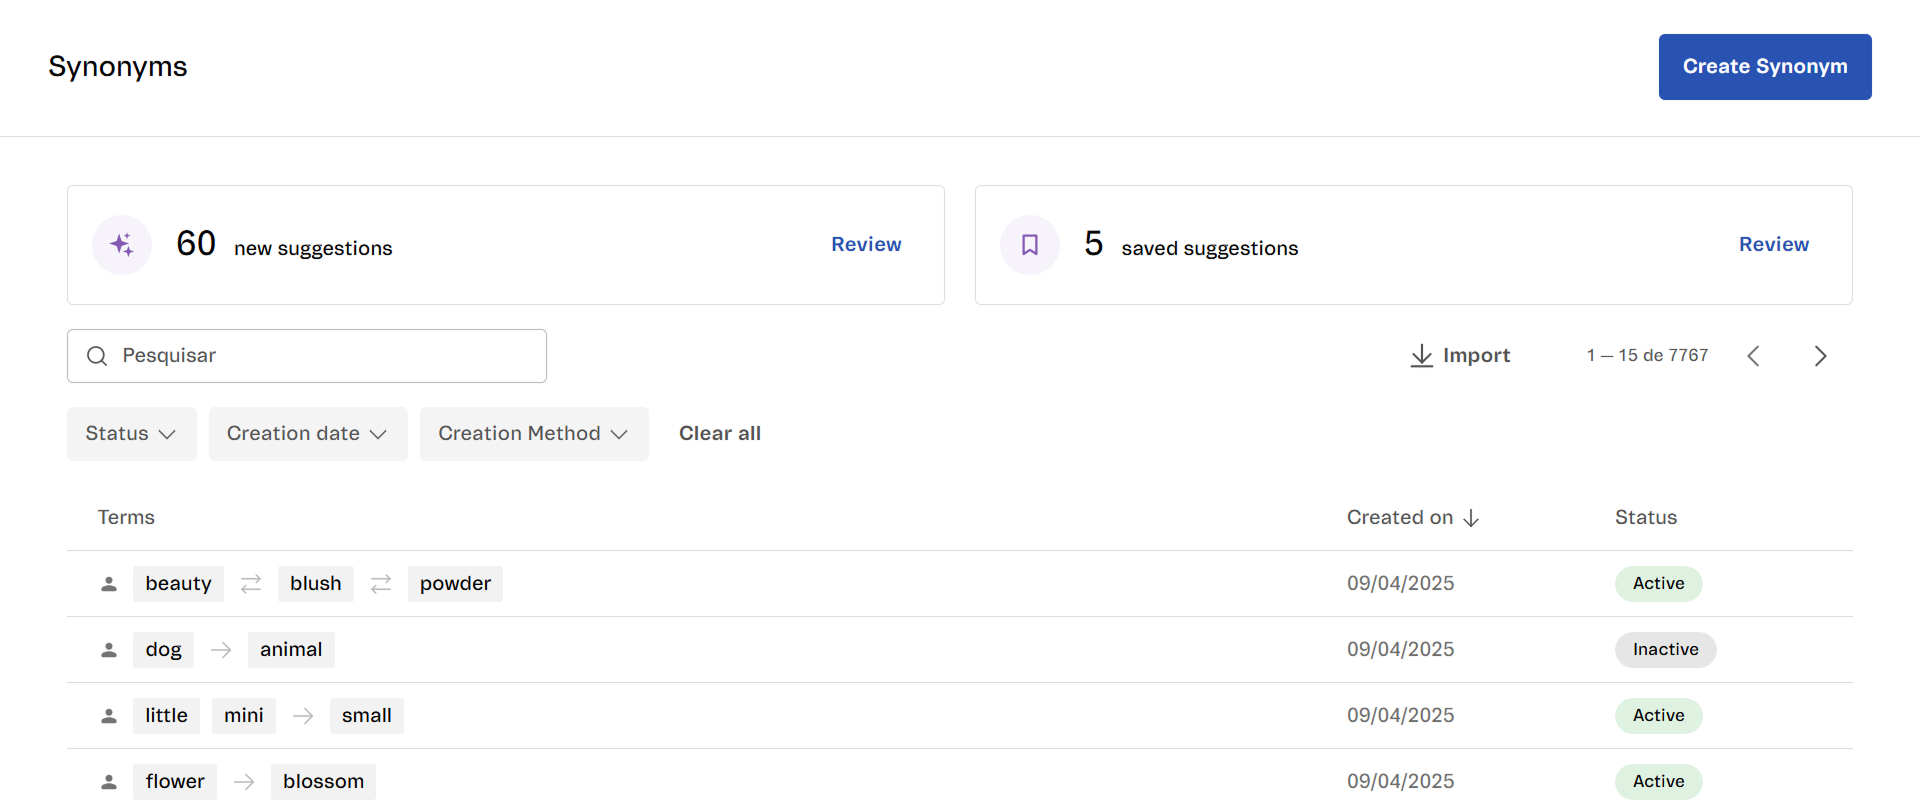 Synonyms
Create Synonym
60 new suggestions
Review
5 saved suggestions
Review
Pesquisar
Import
1 – 15 de 7767
Status
Creation date
Creation Method
Clear all
Terms
Created on
Status
beauty blush powder
09/04/2025
Active
dog animal
09/04/2025
Inactive
little mini small
09/04/2025
Active
flower blossom
09/04/2025
Active